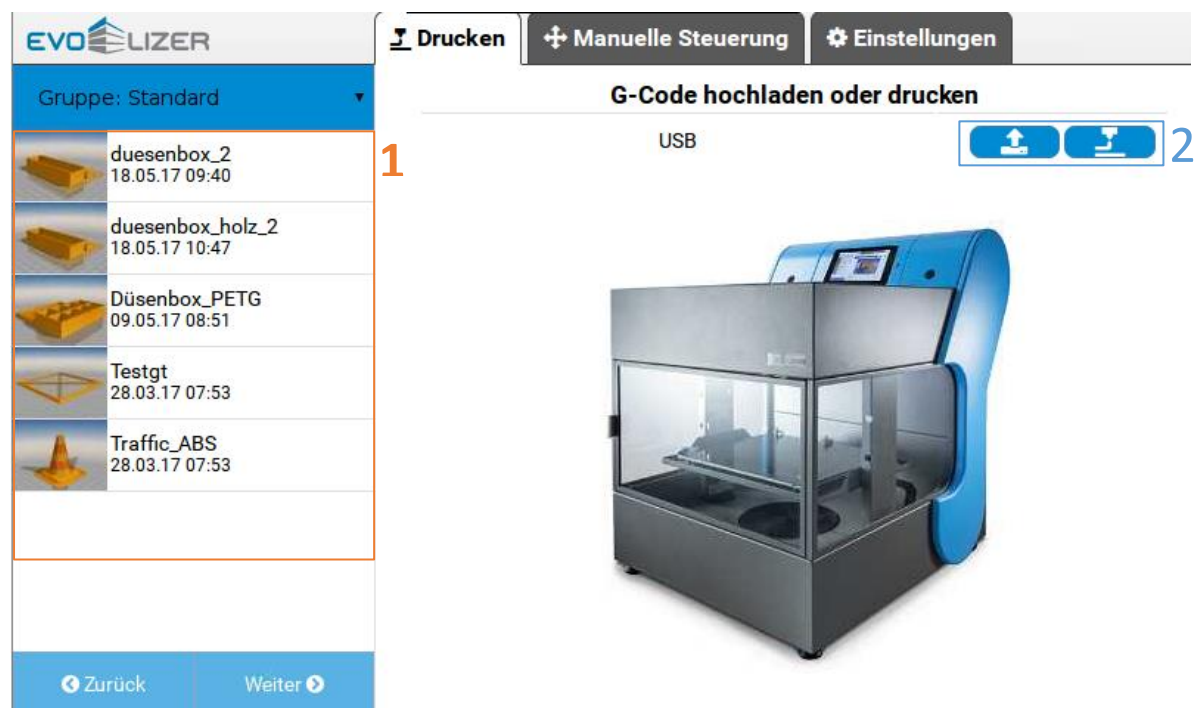 EVOLIZER
Drucken
Manuelle Steuerung
Einstellungen
Gruppe: Standard
G-Code hochladen oder drucken
USB
1
2
duesenbox_2
18.05.17 09:40
duesenbox_holz_2
18.05.17 10:47
Düsenbox_PETG
09.05.17 08:51
Testgt
28.03.17 07:53
Traffic_ABS
28.03.17 07:53
Zurück
Weiter